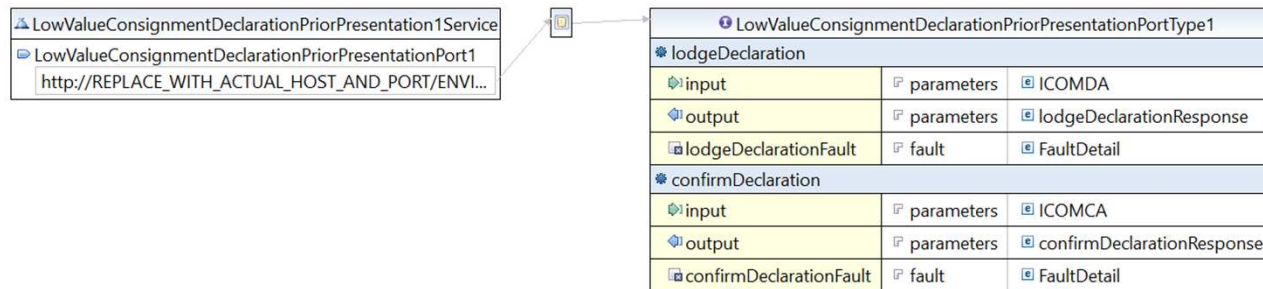 LowValueConsignmentDeclarationPriorPresentation1Service
LowValueConsignmentDeclarationPriorPresentationPort1
http://REPLACE_WITH_ACTUAL_HOST_AND_PORT/ENVI...
LowValueConsignmentDeclarationPriorPresentationPortType1
lodgeDeclaration
input parameters ICOMDA
output parameters lodgeDeclarationResponse
lodgeDeclarationFault fault FaultDetail
confirmDeclaration
input parameters ICOMCA
output parameters confirmDeclarationResponse
confirmDeclarationFault fault FaultDetail